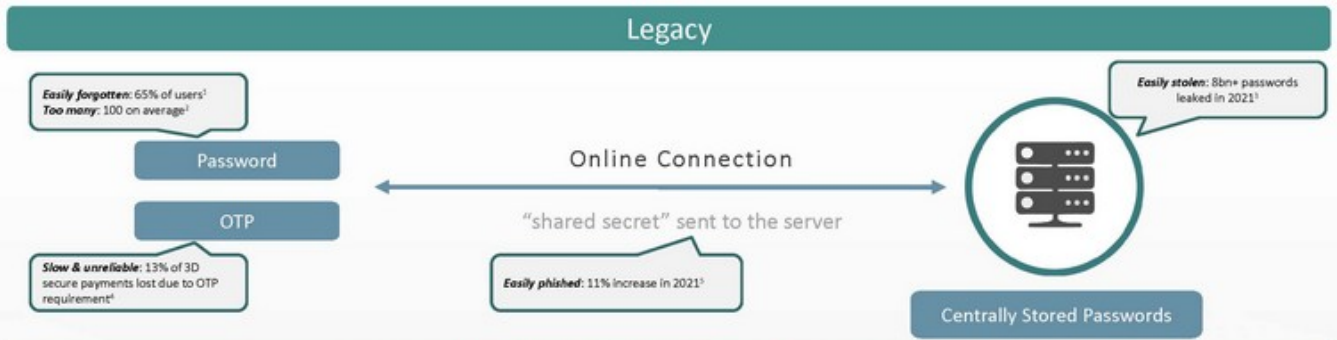 Legacy
Easily forgotten: 65% of users¹
Too many: 100 on average²
Password
OTP
Slow & unreliable: 13% of 3D
secure payments lost due to OTP
requirement⁴
Online Connection
“shared secret” sent to the server
Easily phished: 11% increase in 2021⁵
Easily stolen: 8bn+ passwords
leaked in 2021³
Centrally Stored Passwords